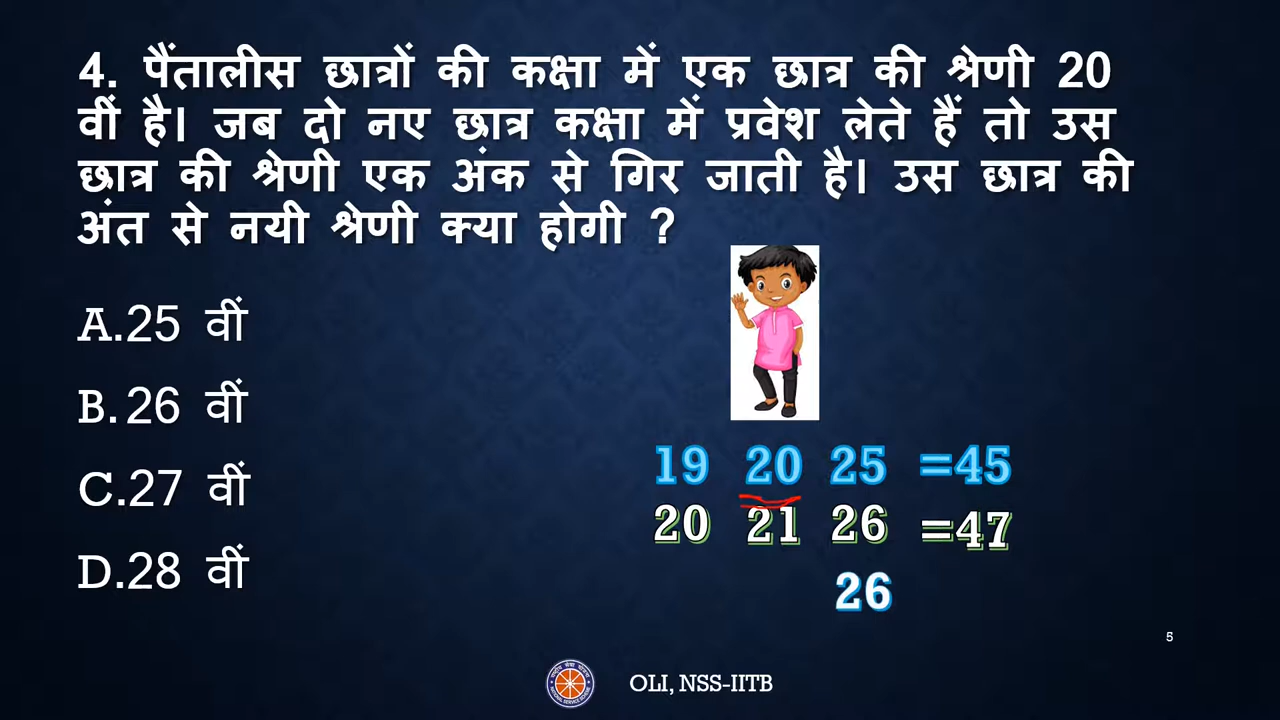 4. पैंतालीस छात्रों की कक्षा में एक छात्र की श्रेणी 20
वीं है। जब दो नए छात्र कक्षा में प्रवेश लेते हैं तो उस
छात्र की श्रेणी एक अंक से गिर जाती है। उस छात्र की
अंत से नयी श्रेणी क्या होगी ?
A.25 वीं
B.26 वीं
C.27 वीं
D.28 वीं
19 20 25 =45
20 21 26 =47
26
5
OLI, NSS-IITB